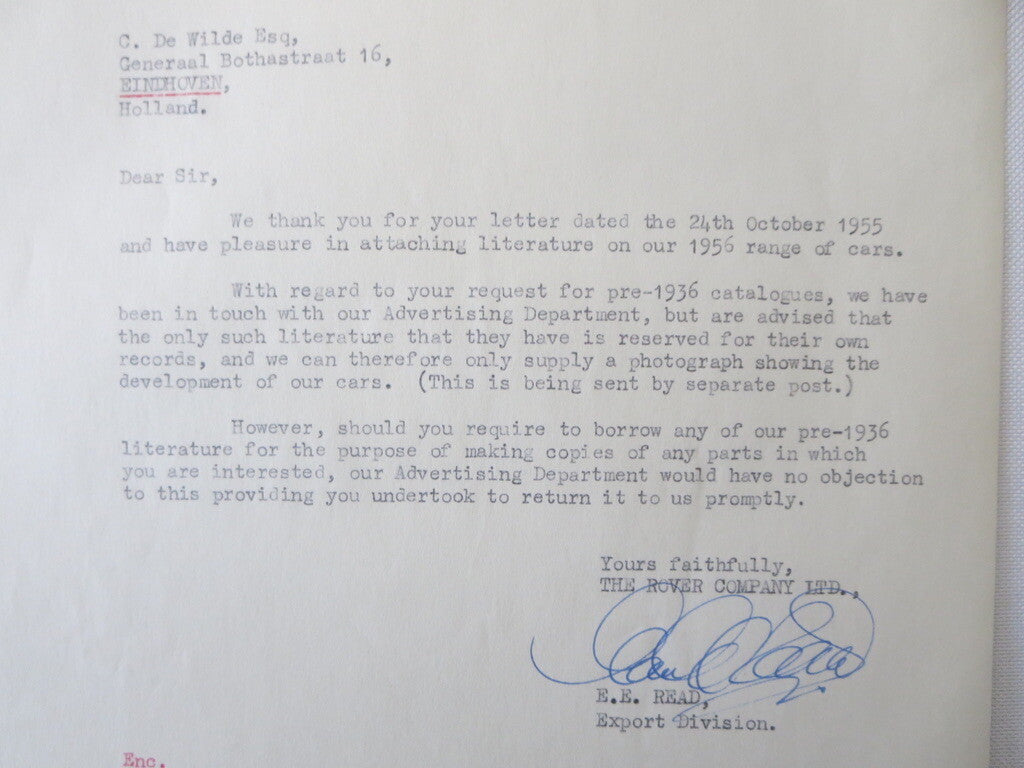 C. De Wilde Esq,
Generaal Bothastraat 16,
EINDHOVEN,
Holland.
Dear Sir,
We thank you for your letter dated the 24th October 1955
and have pleasure in attaching literature on our 1956 range of cars.
With regard to your request for pre-1936 catalogues, we have
been in touch with our Advertising Department, but are advised that
the only such literature that they have is reserved for their own
records, and we can therefore only supply a photograph showing the
development of our cars. (This is being sent by separate post.)
However, should you require to borrow any of our pre-1936
literature for the purpose of making copies of any parts in which
you are interested, our Advertising Department would have no objection
to this providing you undertook to return it to us promptly.
Yours faithfully,
THE ROVER COMPANY LTD.,
E.E. READ,
Export Division.
Enc.